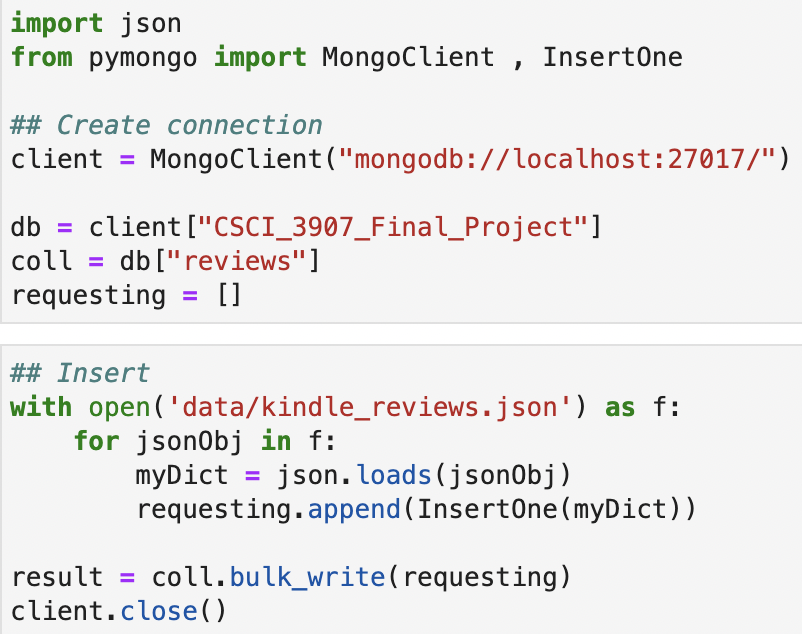 import json
from pymongo import MongoClient , InsertOne
## Create connection
client = MongoClient("mongodb://localhost:27017/")
db = client["CSCI_3907_Final_Project"]
coll = db["reviews"]
requesting = []
## Insert
with open('data/kindle_reviews.json') as f:
    for jsonObj in f:
        myDict = json.loads(jsonObj)
        requesting.append(InsertOne(myDict))
result = coll.bulk_write(requesting)
client.close()